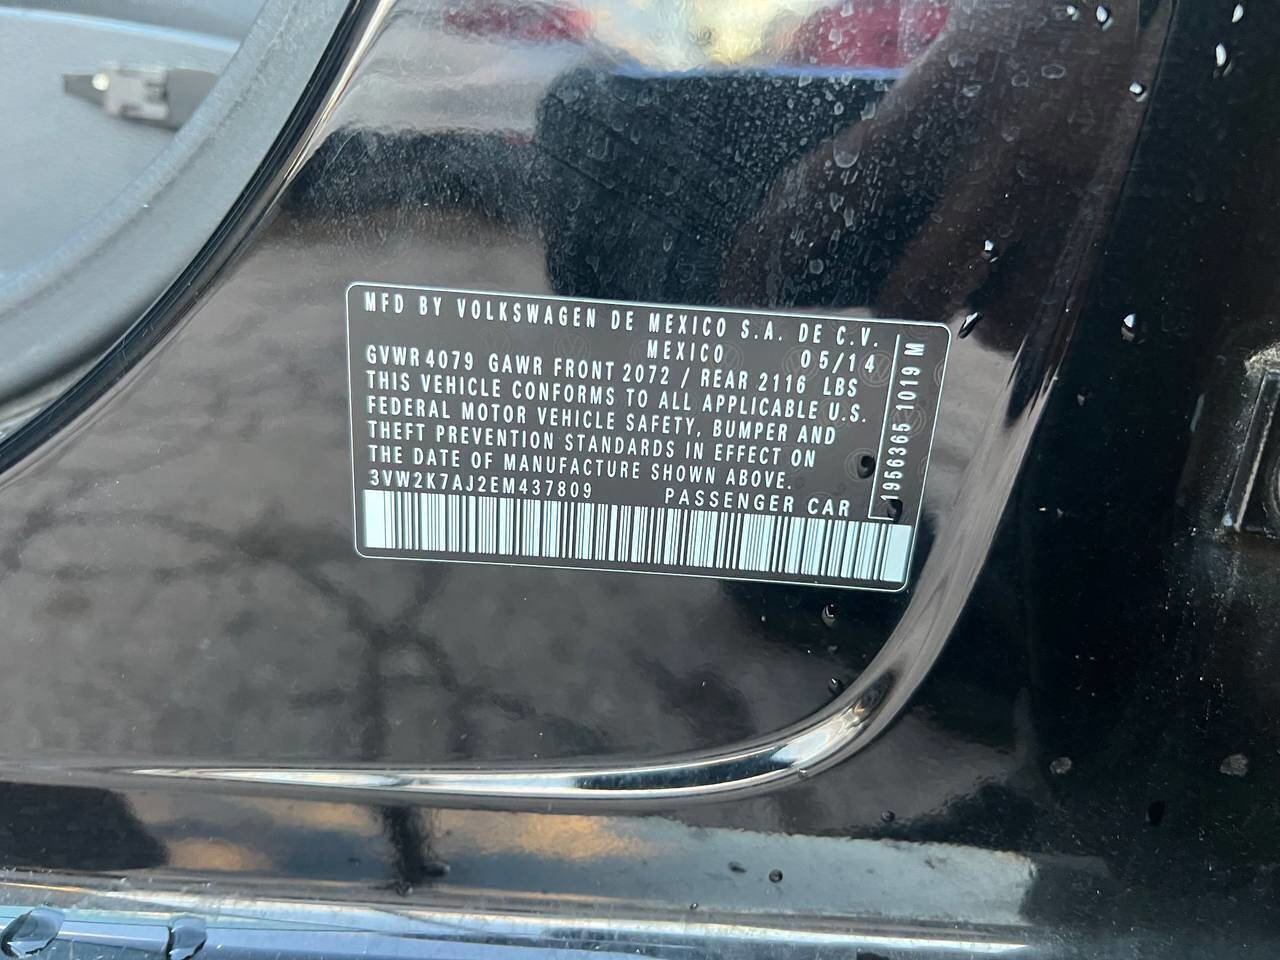 MFD BY VOLKSWAGEN DE MEXICO S.A. DE C.V.
MEXICO 05/14
GVWR 4079 GAWR FRONT 2072 / REAR 2116 LBS
THIS VEHICLE CONFORMS TO ALL APPLICABLE U.S.
FEDERAL MOTOR VEHICLE SAFETY, BUMPER AND
THEFT PREVENTION STANDARDS IN EFFECT ON
THE DATE OF MANUFACTURE SHOWN ABOVE.
3VW2K7AJ2EM437809 PASSENGER CAR
1956365 1019 M